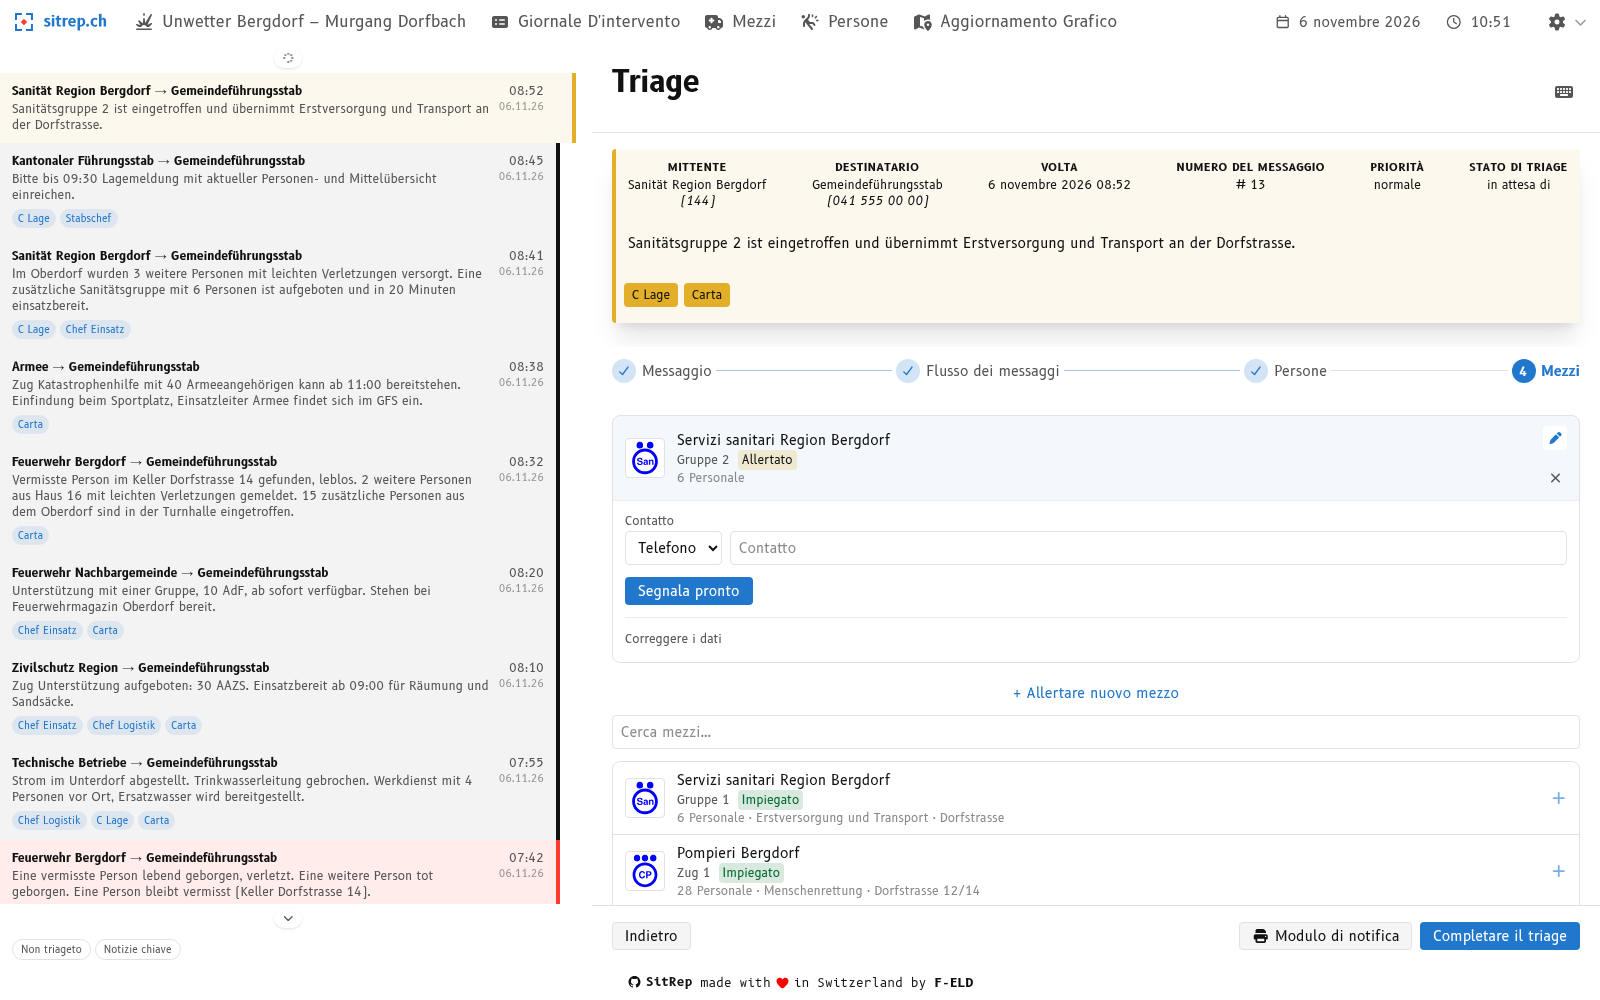 sitrep.ch
Unwetter Bergdorf – Murgang Dorfbach
Giornale D'intervento
Mezzi
Persone
Aggiornamento Grafico
6 novembre 2026
10:51
Sanität Region Bergdorf → Gemeindeführungsstab
08:52
Sanitätsgruppe 2 ist eingetroffen und übernimmt Erstversorgung und Transport an
06.11.26
der Dorfstrasse.
Kantonaler Führungsstab → Gemeindeführungsstab
08:45
Bitte bis 09:30 Lagemeldung mit aktueller Personen- und Mittelübersicht
06.11.26
einreichen.
C Lage
Stabschef
Sanität Region Bergdorf → Gemeindeführungsstab
08:41
Im Oberdorf wurden 3 weitere Personen mit leichten Verletzungen versorgt. Eine
06.11.26
zusätzliche Sanitätsgruppe mit 6 Personen ist aufgeboten und in 20 Minuten
einsatzbereit.
C Lage
Chef Einsatz
Armee → Gemeindeführungsstab
08:38
Zug Katastrophenhilfe mit 40 Armeeangehörigen kann ab 11:00 bereitstehen.
06.11.26
Einfindung beim Sportplatz, Einsatzleiter Armee findet sich im GFS ein.
Carta
Feuerwehr Bergdorf → Gemeindeführungsstab
08:32
Vermisste Person im Keller Dorfstrasse 14 gefunden, leblos. 2 weitere Personen
06.11.26
aus Haus 16 mit leichten Verletzungen gemeldet. 15 zusätzliche Personen aus
dem Oberdorf sind in der Turnhalle eingetroffen.
Carta
Feuerwehr Nachbargemeinde → Gemeindeführungsstab
08:20
Unterstützung mit einer Gruppe, 10 AdF, ab sofort verfügbar. Stehen bei
06.11.26
Feuerwehrmagazin Oberdorf bereit.
Chef Einsatz
Carta
Zivilschutz Region → Gemeindeführungsstab
08:10
Zug Unterstützung aufgeboten: 30 AAZS. Einsatzbereit ab 09:00 für Räumung und
06.11.26
Sandsäcke.
Chef Einsatz
Chef Logistik
Carta
Technische Betriebe → Gemeindeführungsstab
07:55
Strom im Unterdorf abgestellt. Trinkwasserleitung gebrochen. Werkdienst mit 4
06.11.26
Personen vor Ort, Ersatzwasser wird bereitgestellt.
Chef Logistik
C Lage
Carta
Feuerwehr Bergdorf → Gemeindeführungsstab
07:42
Eine vermisste Person lebend geborgen, verletzt. Eine weitere Person tot
06.11.26
geborgen. Eine Person bleibt vermisst (Keller Dorfstrasse 14).
Non triageto
Notizie chiave
Triage
MITTENTE
Sanität Region Bergdorf
(144)
DESTINATARIO
Gemeindeführungsstab
(041 555 00 00)
VOLTA
6 novembre 2026 08:52
NUMERO DEL MESSAGGIO
# 13
PRIORITÀ
normale
STATO DI TRIAGE
in attesa di
Sanitätsgruppe 2 ist eingetroffen und übernimmt Erstversorgung und Transport an der Dorfstrasse.
C Lage
Carta
Messaggio
Flusso dei messaggi
Persone
4 Mezzi
San
Servizi sanitari Region Bergdorf
Gruppe 2 Allertato
6 Personale
Contatto
Telefono
Contatto
Segnala pronto
Correggere i dati
+ Allertare nuovo mezzo
Cerca mezzi...
San
Servizi sanitari Region Bergdorf
Gruppe 1 Impiegato
6 Personale · Erstversorgung und Transport · Dorfstrasse
CP
Pompieri Bergdorf
Zug 1 Impiegato
28 Personale · Menschenrettung · Dorfstrasse 12/14
Indietro
Modulo di notifica
Completare il triage
SitRep made with in Switzerland by F-ELD